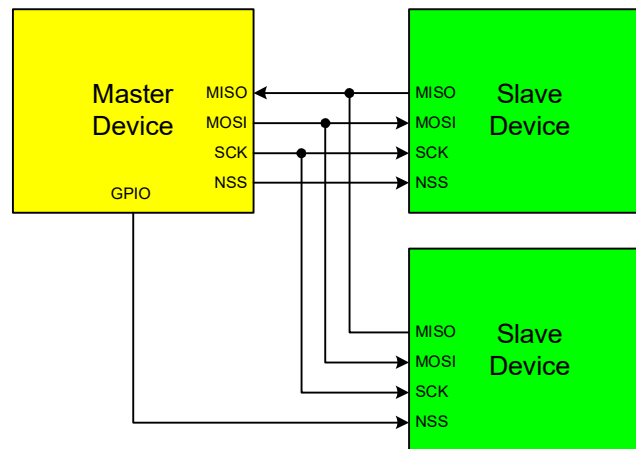 Master
Device
MISO
MOSI
SCK
NSS
GPIO
MISO
MOSI
SCK
NSS
Slave
Device
MISO
MOSI
SCK
NSS
Slave
Device